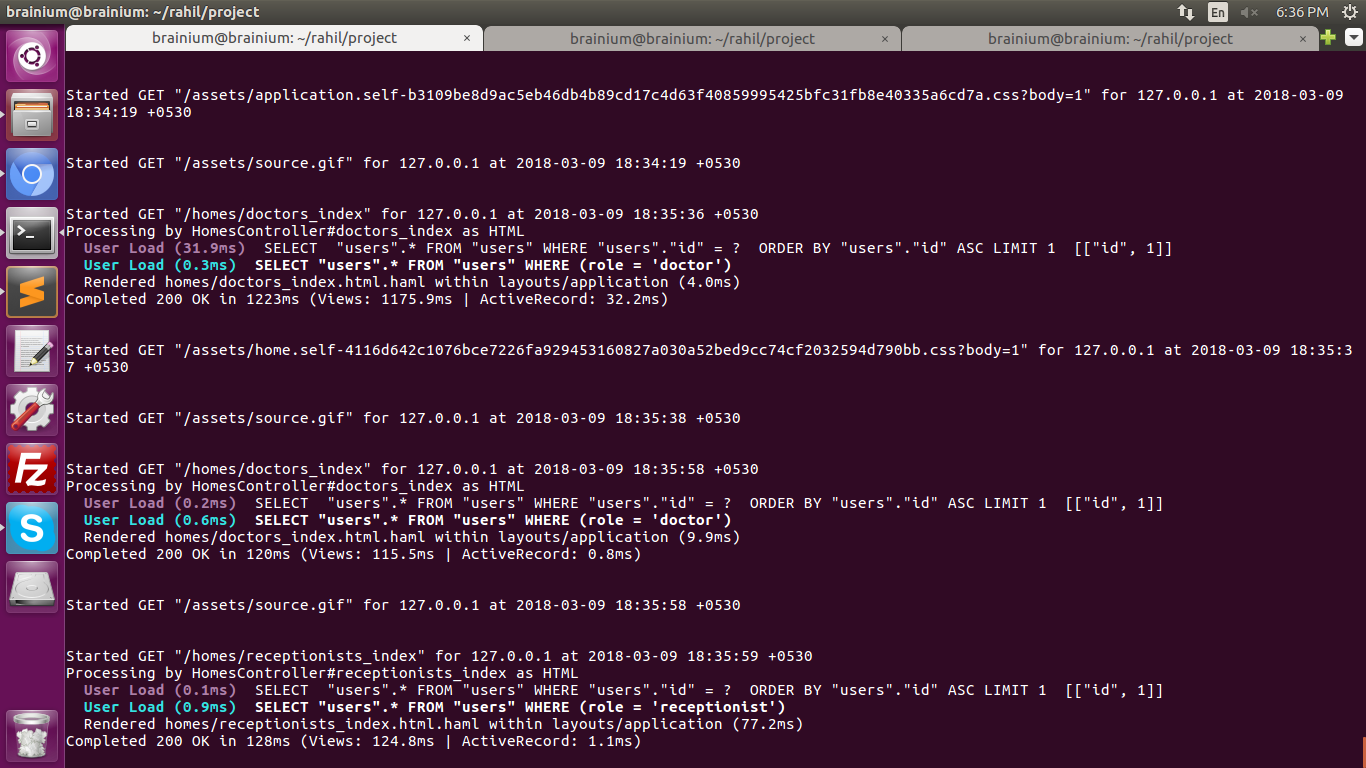 brainium@brainium: ~/rahil/project
En
6:36 PM
brainium@brainium: ~/rahil/project × brainium@brainium: ~/rahil/project × brainium@brainium: ~/rahil/project ×
Started GET "/assets/application.self-b3109be8d9ac5eb46db4b89cd17c4d63f40859995425bfc31fb8e40335a6cd7a.css?body=1" for 127.0.0.1 at 2018-03-09
18:34:19 +0530
Started GET "/assets/source.gif" for 127.0.0.1 at 2018-03-09 18:34:19 +0530
Started GET "/homes/doctors_index" for 127.0.0.1 at 2018-03-09 18:35:36 +0530
Processing by HomesController#doctors_index as HTML
User Load (31.9ms)  SELECT  "users".* FROM "users" WHERE "users"."id" = ?  ORDER BY "users"."id" ASC LIMIT 1  [["id", 1]]
User Load (0.3ms)  SELECT "users".* FROM "users" WHERE (role = 'doctor')
Rendered homes/doctors_index.html.haml within layouts/application (4.0ms)
Completed 200 OK in 1223ms (Views: 1175.9ms | ActiveRecord: 32.2ms)
Started GET "/assets/home.self-4116d642c1076bce7226fa929453160827a030a52bed9cc74cf2032594d790bb.css?body=1" for 127.0.0.1 at 2018-03-09 18:35:3
7 +0530
Started GET "/assets/source.gif" for 127.0.0.1 at 2018-03-09 18:35:38 +0530
Started GET "/homes/doctors_index" for 127.0.0.1 at 2018-03-09 18:35:58 +0530
Processing by HomesController#doctors_index as HTML
User Load (0.2ms)  SELECT  "users".* FROM "users" WHERE "users"."id" = ?  ORDER BY "users"."id" ASC LIMIT 1  [["id", 1]]
User Load (0.6ms)  SELECT "users".* FROM "users" WHERE (role = 'doctor')
Rendered homes/doctors_index.html.haml within layouts/application (9.9ms)
Completed 200 OK in 120ms (Views: 115.5ms | ActiveRecord: 0.8ms)
Started GET "/assets/source.gif" for 127.0.0.1 at 2018-03-09 18:35:58 +0530
Started GET "/homes/receptionists_index" for 127.0.0.1 at 2018-03-09 18:35:59 +0530
Processing by HomesController#receptionists_index as HTML
User Load (0.1ms)  SELECT  "users".* FROM "users" WHERE "users"."id" = ?  ORDER BY "users"."id" ASC LIMIT 1  [["id", 1]]
User Load (0.9ms)  SELECT "users".* FROM "users" WHERE (role = 'receptionist')
Rendered homes/receptionists_index.html.haml within layouts/application (77.2ms)
Completed 200 OK in 128ms (Views: 124.8ms | ActiveRecord: 1.1ms)